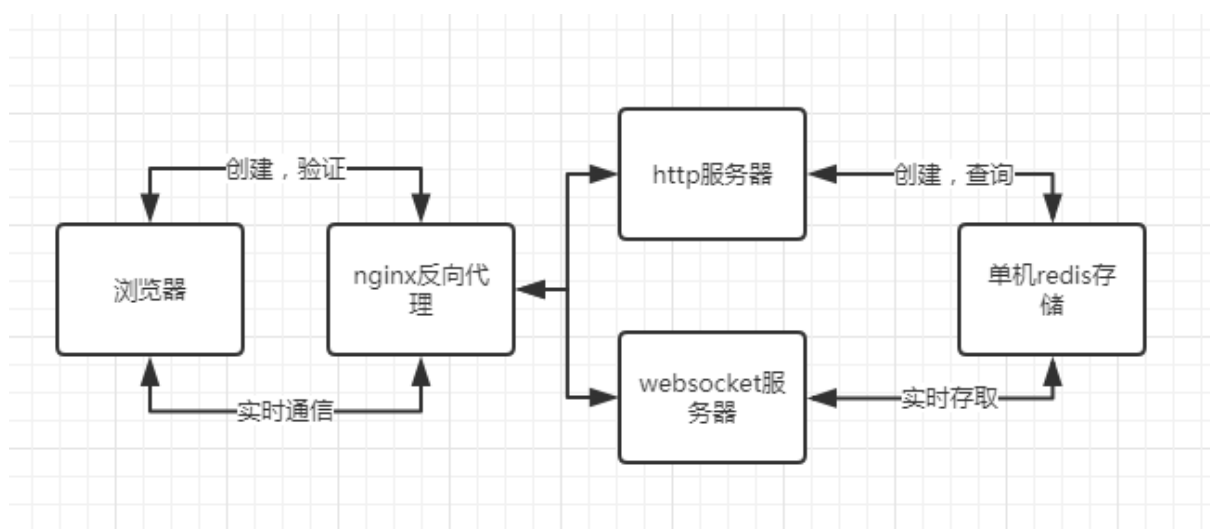 创建，验证
http服务器
创建，查询
浏览器
nginx反向代
理
单机redis存
储
实时通信
websocket服
务器
实时存取